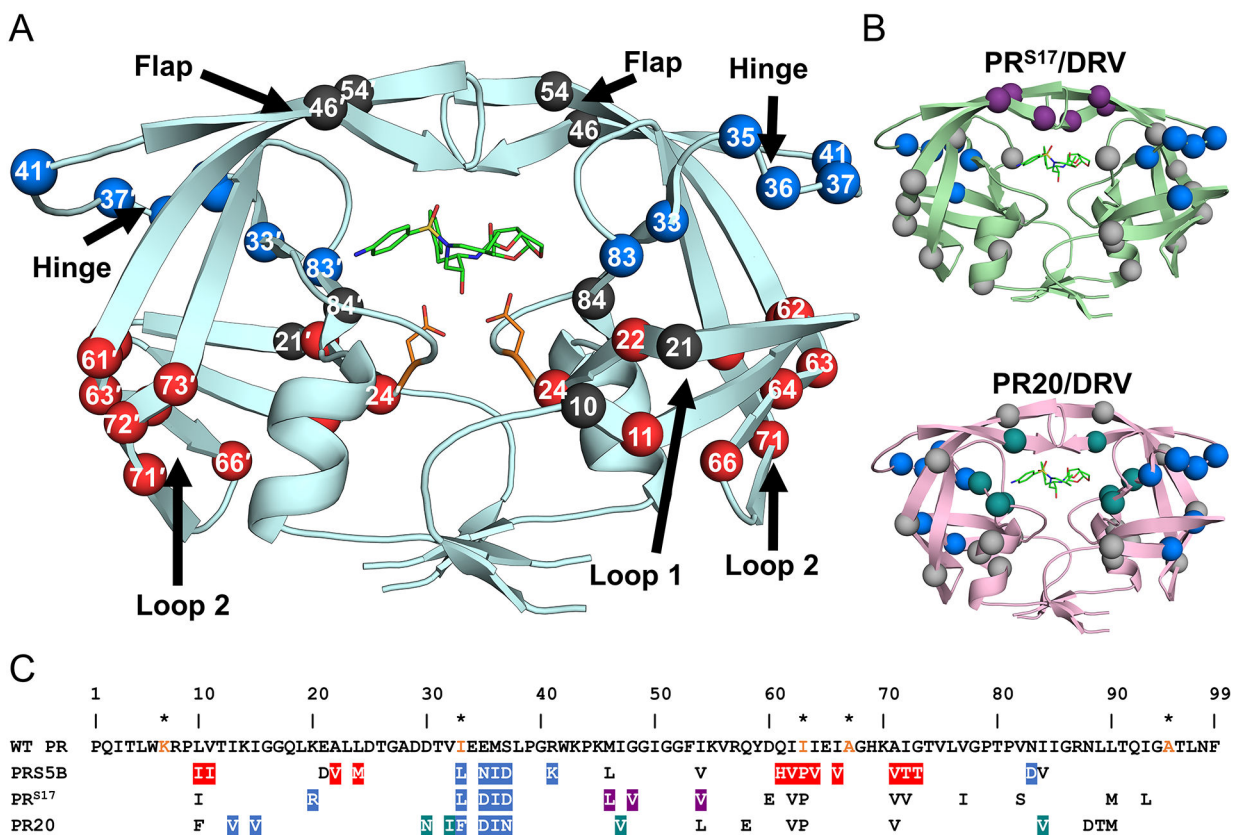 A
B
Flap
Flap
Hinge
PRS17/DRV
46′ 54′ 54 46 35 41
41′ 37′ 36 37
33′ 33
83′ 83
Hinge
84′ 84 62
21′ 22 21
61′ 63
63′ 73′ 24′ 24 64
72′ 10 11 71
71′ 66′ 66
PR20/DRV
Loop 2
Loop 1
Loop 2
C
1 10 20 30 40 50 60 70 80 90 99
* * * * *
WT PR PQITLWKRPLVTIKIGGQLKEALLDTGADDTVIEEMSLPGRWKPKMIGGIGGFIKVRQYDQIIIEIAGHKAIGTVLVGPTPVNIIGRNLLTQIGATLNF
PRS5B II D V M L NID K L V HVPV V VTT D V
PRS17 I R L DID L V V E VP VV I S M L
PR20 F V V N IF DIN V L E VP V V DTM